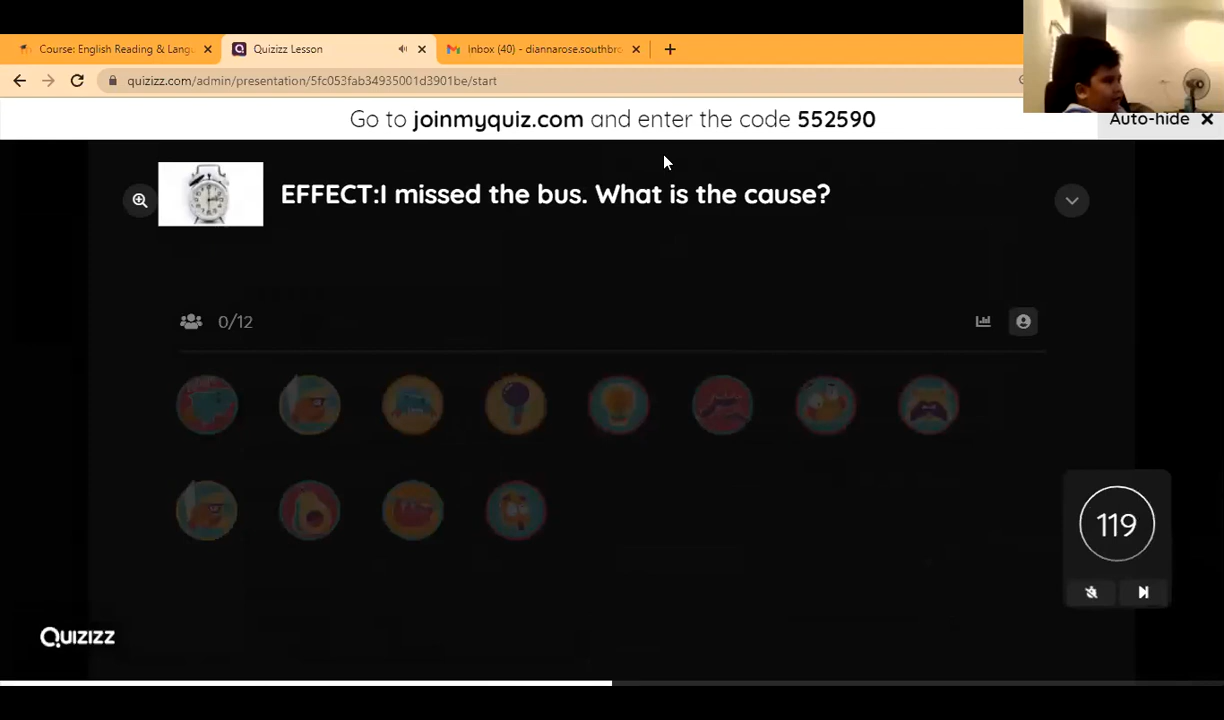 Course: English Reading & Langu
Quizizz Lesson
Inbox (40) - diannarose.southbro
quizizz.com/admin/presentation/5fc053fab34935001d3901be/start
Go to joinmyquiz.com and enter the code 552590
Auto-hide
EFFECT:I missed the bus. What is the cause?
0/12
119
Quizizz